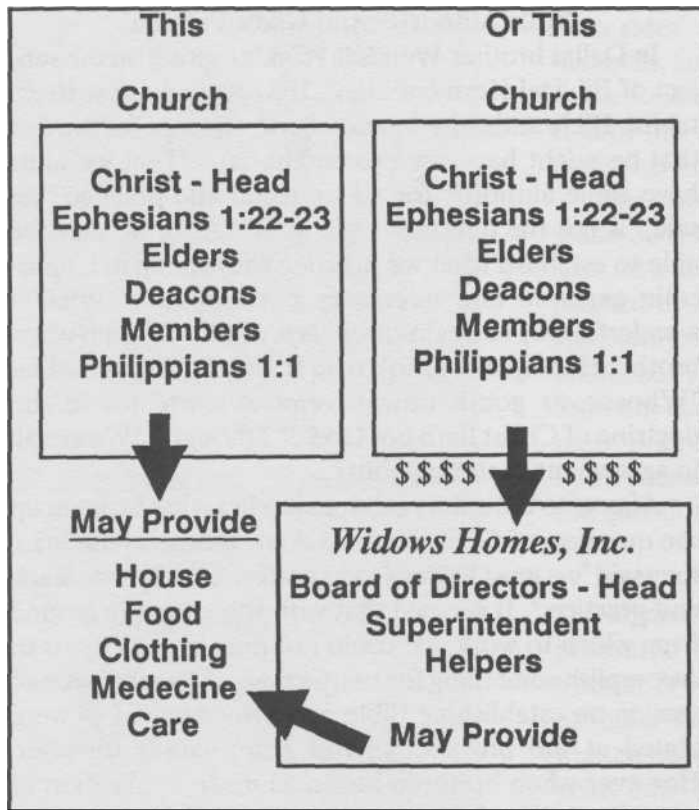 This
Church
Christ - Head
Ephesians 1:22-23
Elders
Deacons
Members
Philippians 1:1
May Provide
House
Food
Clothing
Medecine
Care
Or This
Church
Christ - Head
Ephesians 1:22-23
Elders
Deacons
Members
Philippians 1:1
$ $ $ $ $ $ $ $
Widows Homes, Inc.
Board of Directors - Head
Superintendent
Helpers
May Provide